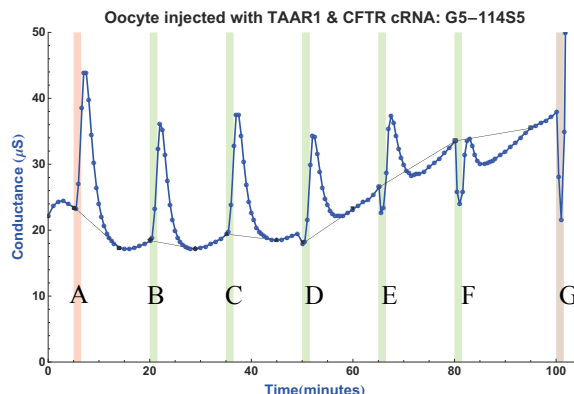 Oocyte injected with TAAR1 & CFTR cRNA: G5−114S5
Conductance (μS)
50
40
30
20
10
0
A B C D E F G
0 20 40 60 80 100
Time(minutes)